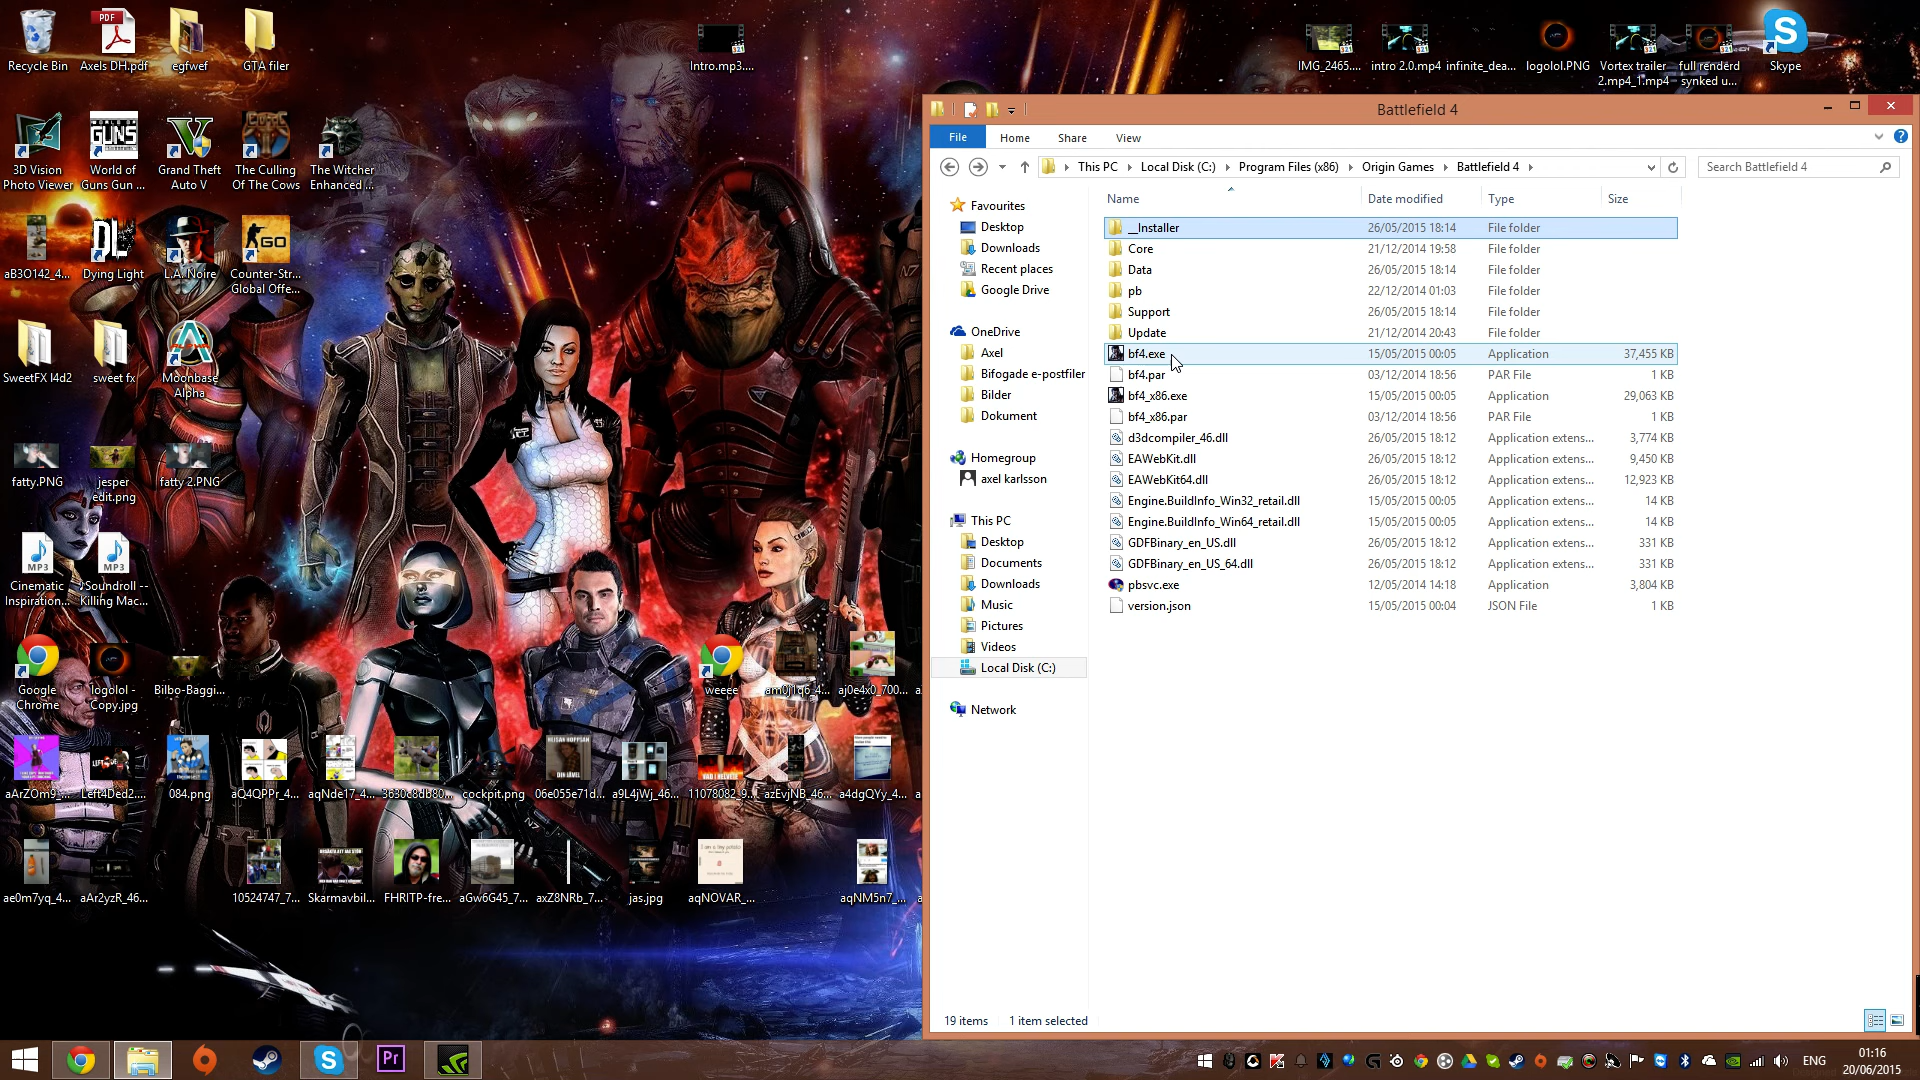 Recycle Bin
Axels DH.pdf
egfwef
GTA filer
Intro.mp3....
IMG_2465....
intro 2.0.mp4
infinite_dea...
logolol.PNG
Vortex trailer
2.mp4_1.mp4
full renderd
synked u...
Skype
3D Vision
Photo Viewer
World of
Guns Gun ...
Grand Theft
Auto V
The Culling
Of The Cows
The Witcher
Enhanced ...
aB3O142_4...
Dying Light
L.A. Noire
Counter-Str...
Global Offe...
SweetFX l4d2
sweet fx
Moonbase
Alpha
fatty.PNG
jesper
edit.png
fatty 2.PNG
Cinematic
Inspiration...
Soundroll --
Killing Mac...
Google
Chrome
logolol -
Copy.jpg
Bilbo-Baggi...
weeee
am0j1q6_4...
aj0e4x0_700...
aArZOm9_...
Left4Ded2....
084.png
aQ4QPPr_4...
aqNde17_4...
3630c8db80...
cockpit.png
06e055e71d...
a9L4jWj_46...
11078082_9...
azEvjNB_46...
a4dgQYy_4...
ae0m7yq_4...
aAr2yzR_46...
10524747_7...
Skarmavbil...
FHRITP-fre...
aGw6G45_7...
axZ8NRb_7...
jas.jpg
aqNOVAR_...
aqNM5n7_...
Battlefield 4
File Home Share View
This PC Local Disk (C:) Program Files (x86) Origin Games Battlefield 4
Search Battlefield 4
Favourites
Desktop
Downloads
Recent places
Google Drive
OneDrive
Axel
Bifogade e-postfiler
Bilder
Dokument
Homegroup
axel karlsson
This PC
Desktop
Documents
Downloads
Music
Pictures
Videos
Local Disk (C:)
Network
Name Date modified Type Size
__Installer 26/05/2015 18:14 File folder
Core 21/12/2014 19:58 File folder
Data 26/05/2015 18:14 File folder
pb 22/12/2014 01:03 File folder
Support 26/05/2015 18:14 File folder
Update 21/12/2014 20:43 File folder
bf4.exe 15/05/2015 00:05 Application 37,455 KB
bf4.par 03/12/2014 18:56 PAR File 1 KB
bf4_x86.exe 15/05/2015 00:05 Application 29,063 KB
bf4_x86.par 03/12/2014 18:56 PAR File 1 KB
d3dcompiler_46.dll 26/05/2015 18:12 Application extens... 3,774 KB
EAWebKit.dll 26/05/2015 18:12 Application extens... 9,450 KB
EAWebKit64.dll 26/05/2015 18:12 Application extens... 12,923 KB
Engine.BuildInfo_Win32_retail.dll 15/05/2015 00:05 Application extens... 14 KB
Engine.BuildInfo_Win64_retail.dll 15/05/2015 00:05 Application extens... 14 KB
GDFBinary_en_US.dll 26/05/2015 18:12 Application extens... 331 KB
GDFBinary_en_US_64.dll 26/05/2015 18:12 Application extens... 331 KB
pbsvc.exe 12/05/2014 14:18 Application 3,804 KB
version.json 15/05/2015 00:04 JSON File 1 KB
19 items 1 item selected
ENG
01:16
20/06/2015